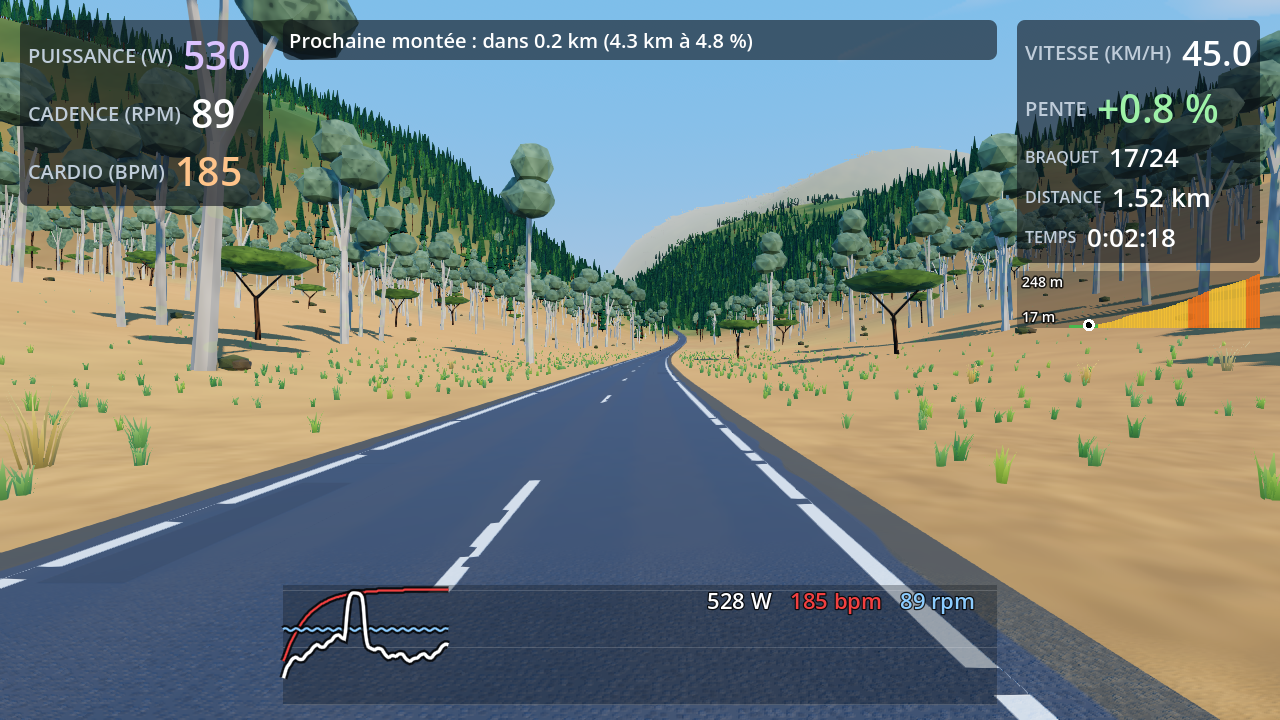 Prochaine montée : dans 0.2 km (4.3 km à 4.8 %)
PUISSANCE (W) 530
CADENCE (RPM) 89
CARDIO (BPM) 185
VITESSE (KM/H) 45.0
PENTE +0.8 %
BRAQUET 17/24
DISTANCE 1.52 km
TEMPS 0:02:18
248 m
17 m
528 W 185 bpm 89 rpm